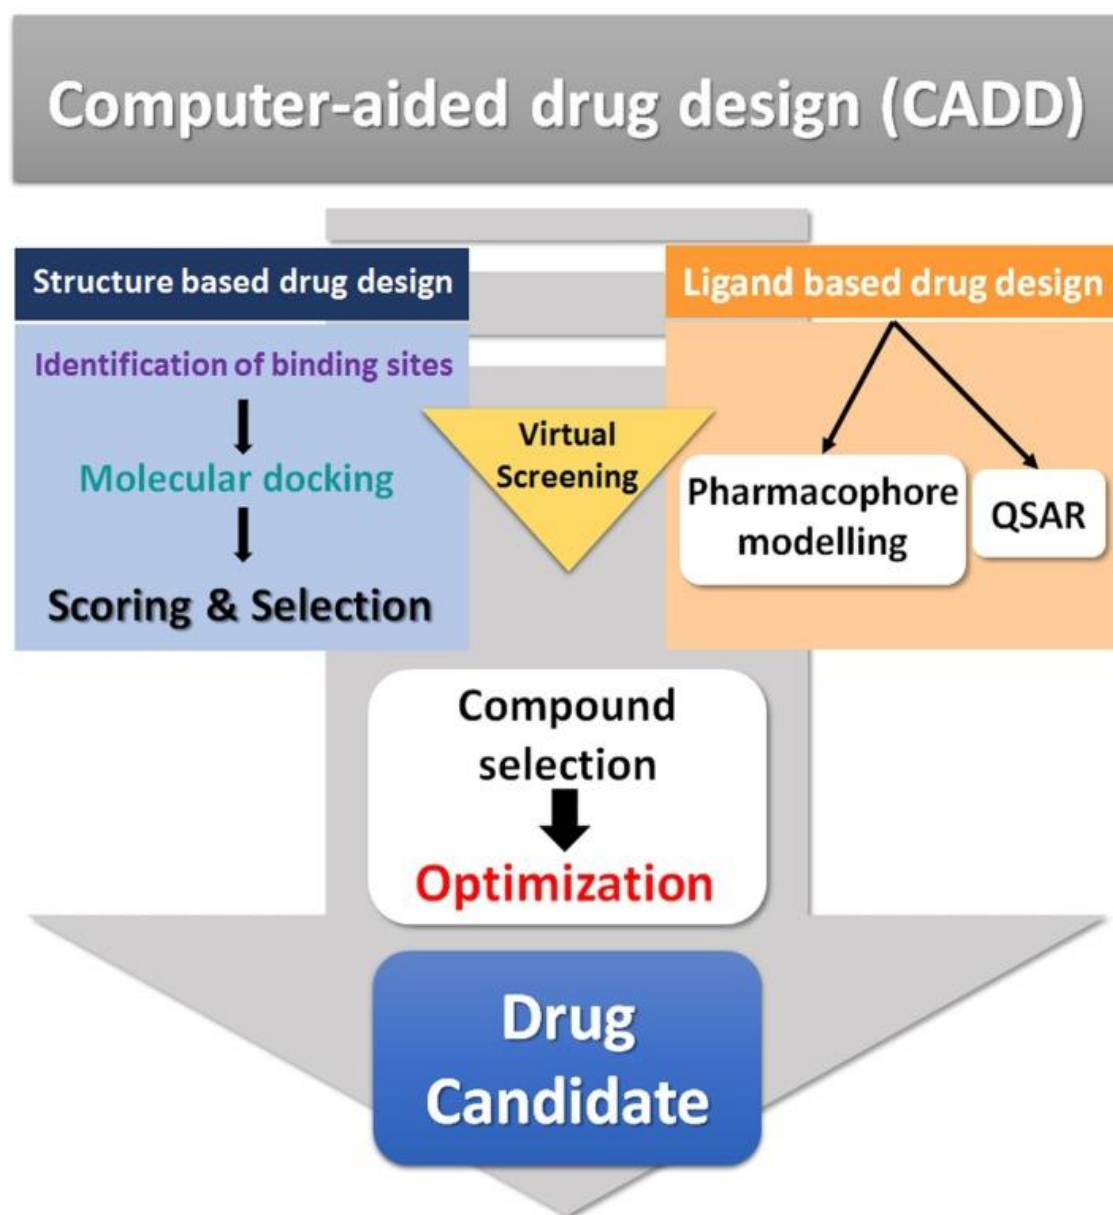 Computer-aided drug design (CADD)
Structure based drug design
Identification of binding sites
Molecular docking
Scoring & Selection
Virtual
Screening
Ligand based drug design
Pharmacophore
modelling
QSAR
Compound
selection
Optimization
Drug
Candidate